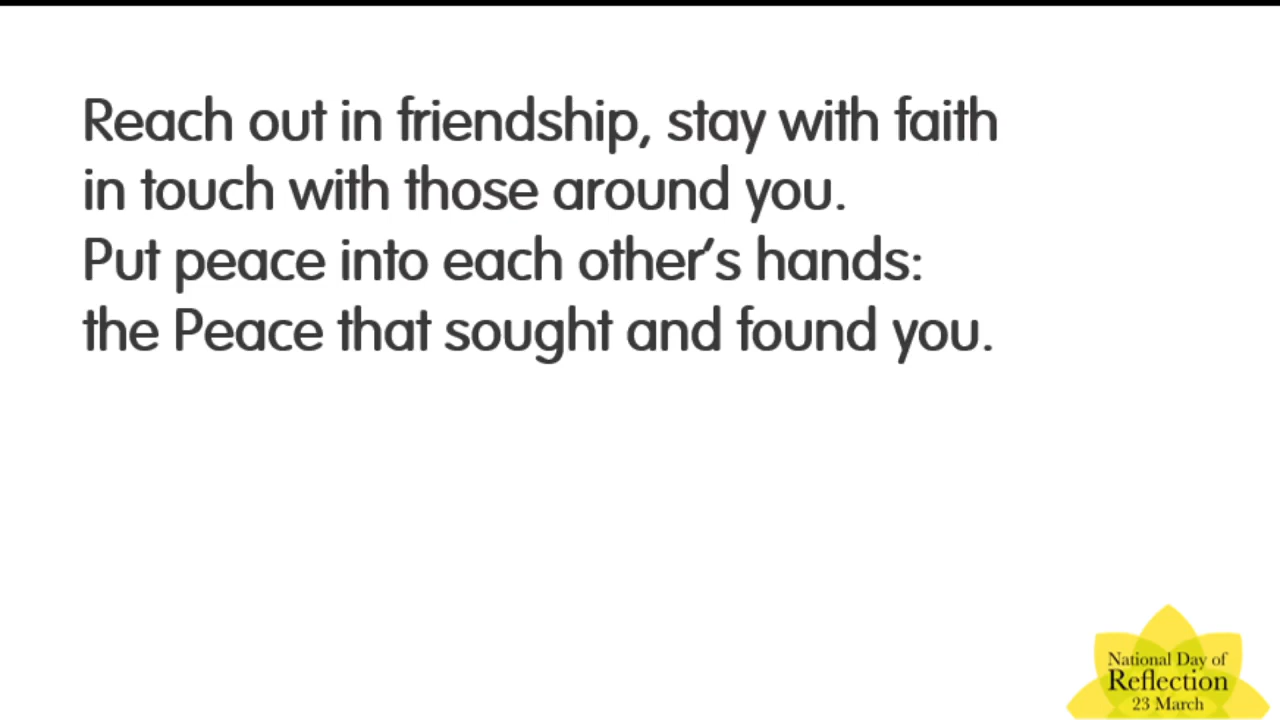 Reach out in friendship, stay with faith
in touch with those around you.
Put peace into each other’s hands:
the Peace that sought and found you.
National Day of
Reflection
23 March